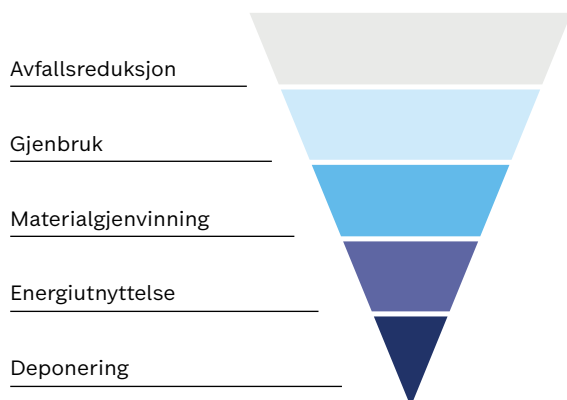 Avfallsreduksjon
Gjenbruk
Materialgjenvinning
Energiutnyttelse
Deponering